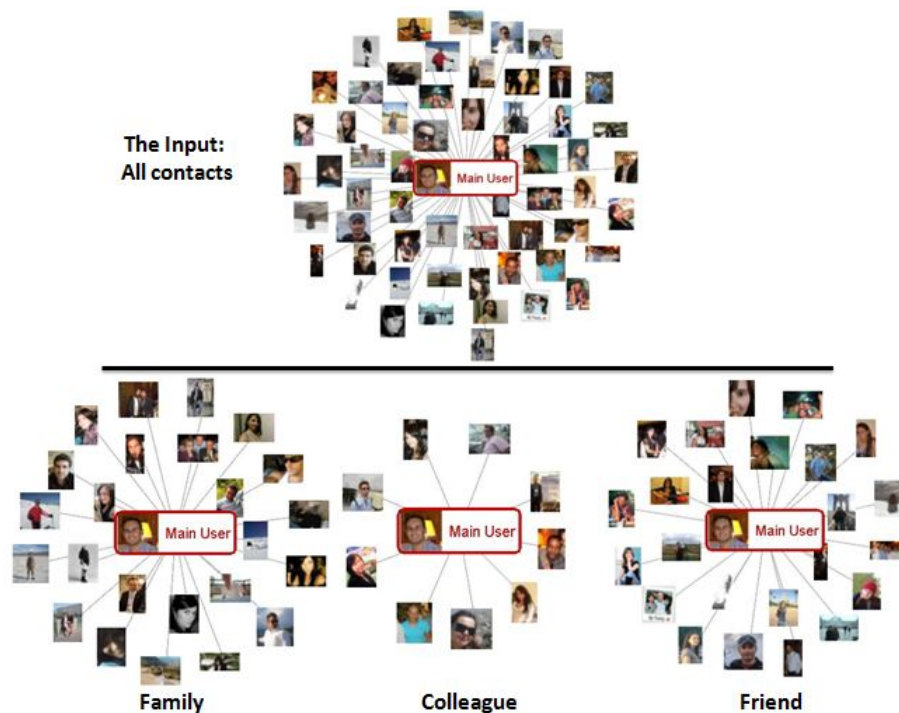 The Input:
All contacts
Main User
Main User
Main User
Main User
Family
Colleague
Friend